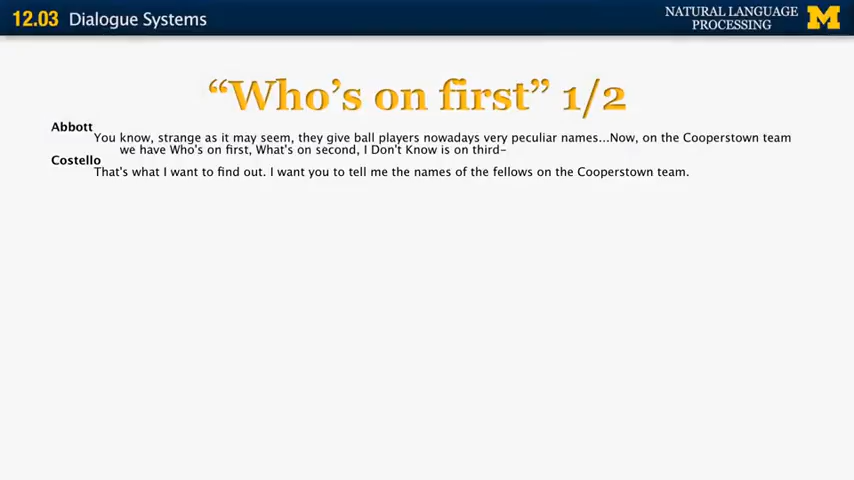 12.03 Dialogue Systems
NATURAL LANGUAGE
PROCESSING
M
“Who’s on first” 1/2
Abbott
You know, strange as it may seem, they give ball players nowadays very peculiar names...Now, on the Cooperstown team
we have Who's on first, What's on second, I Don't Know is on third-
Costello
That's what I want to find out. I want you to tell me the names of the fellows on the Cooperstown team.